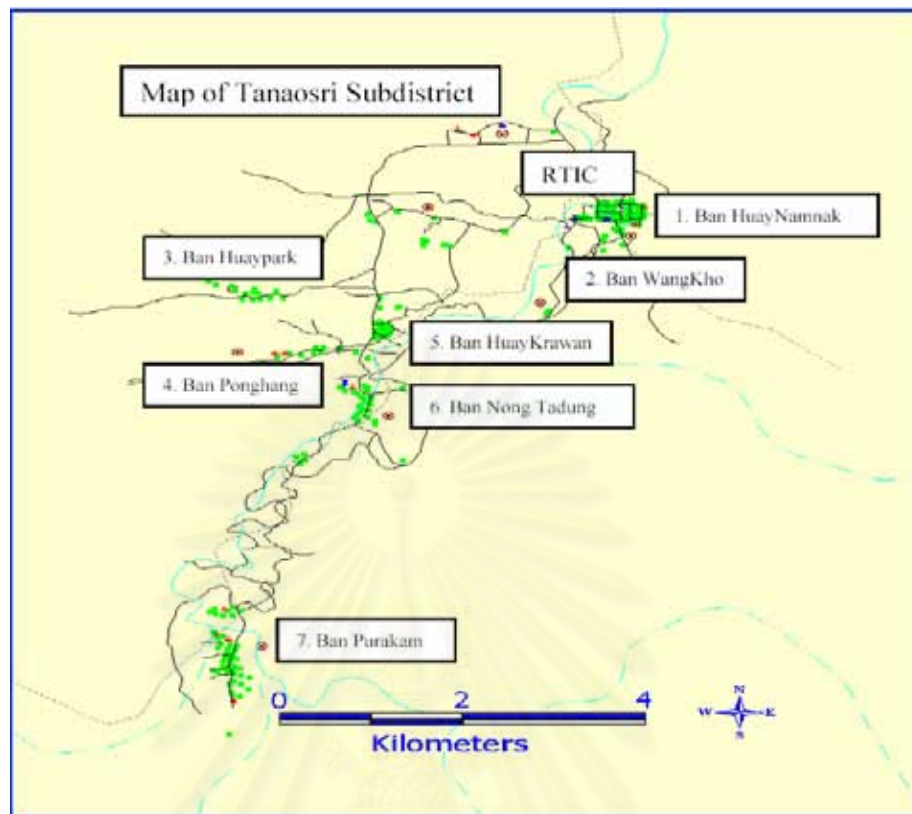 Map of Tanaosri Subdistrict
RTIC
1. Ban HuayNamnak
3. Ban Huaypark
2. Ban WangKho
5. Ban HuayKrawan
4. Ban Ponghang
6. Ban Nong Tadung
7. Ban Purakam
0 2 4
Kilometers
N
W E
S